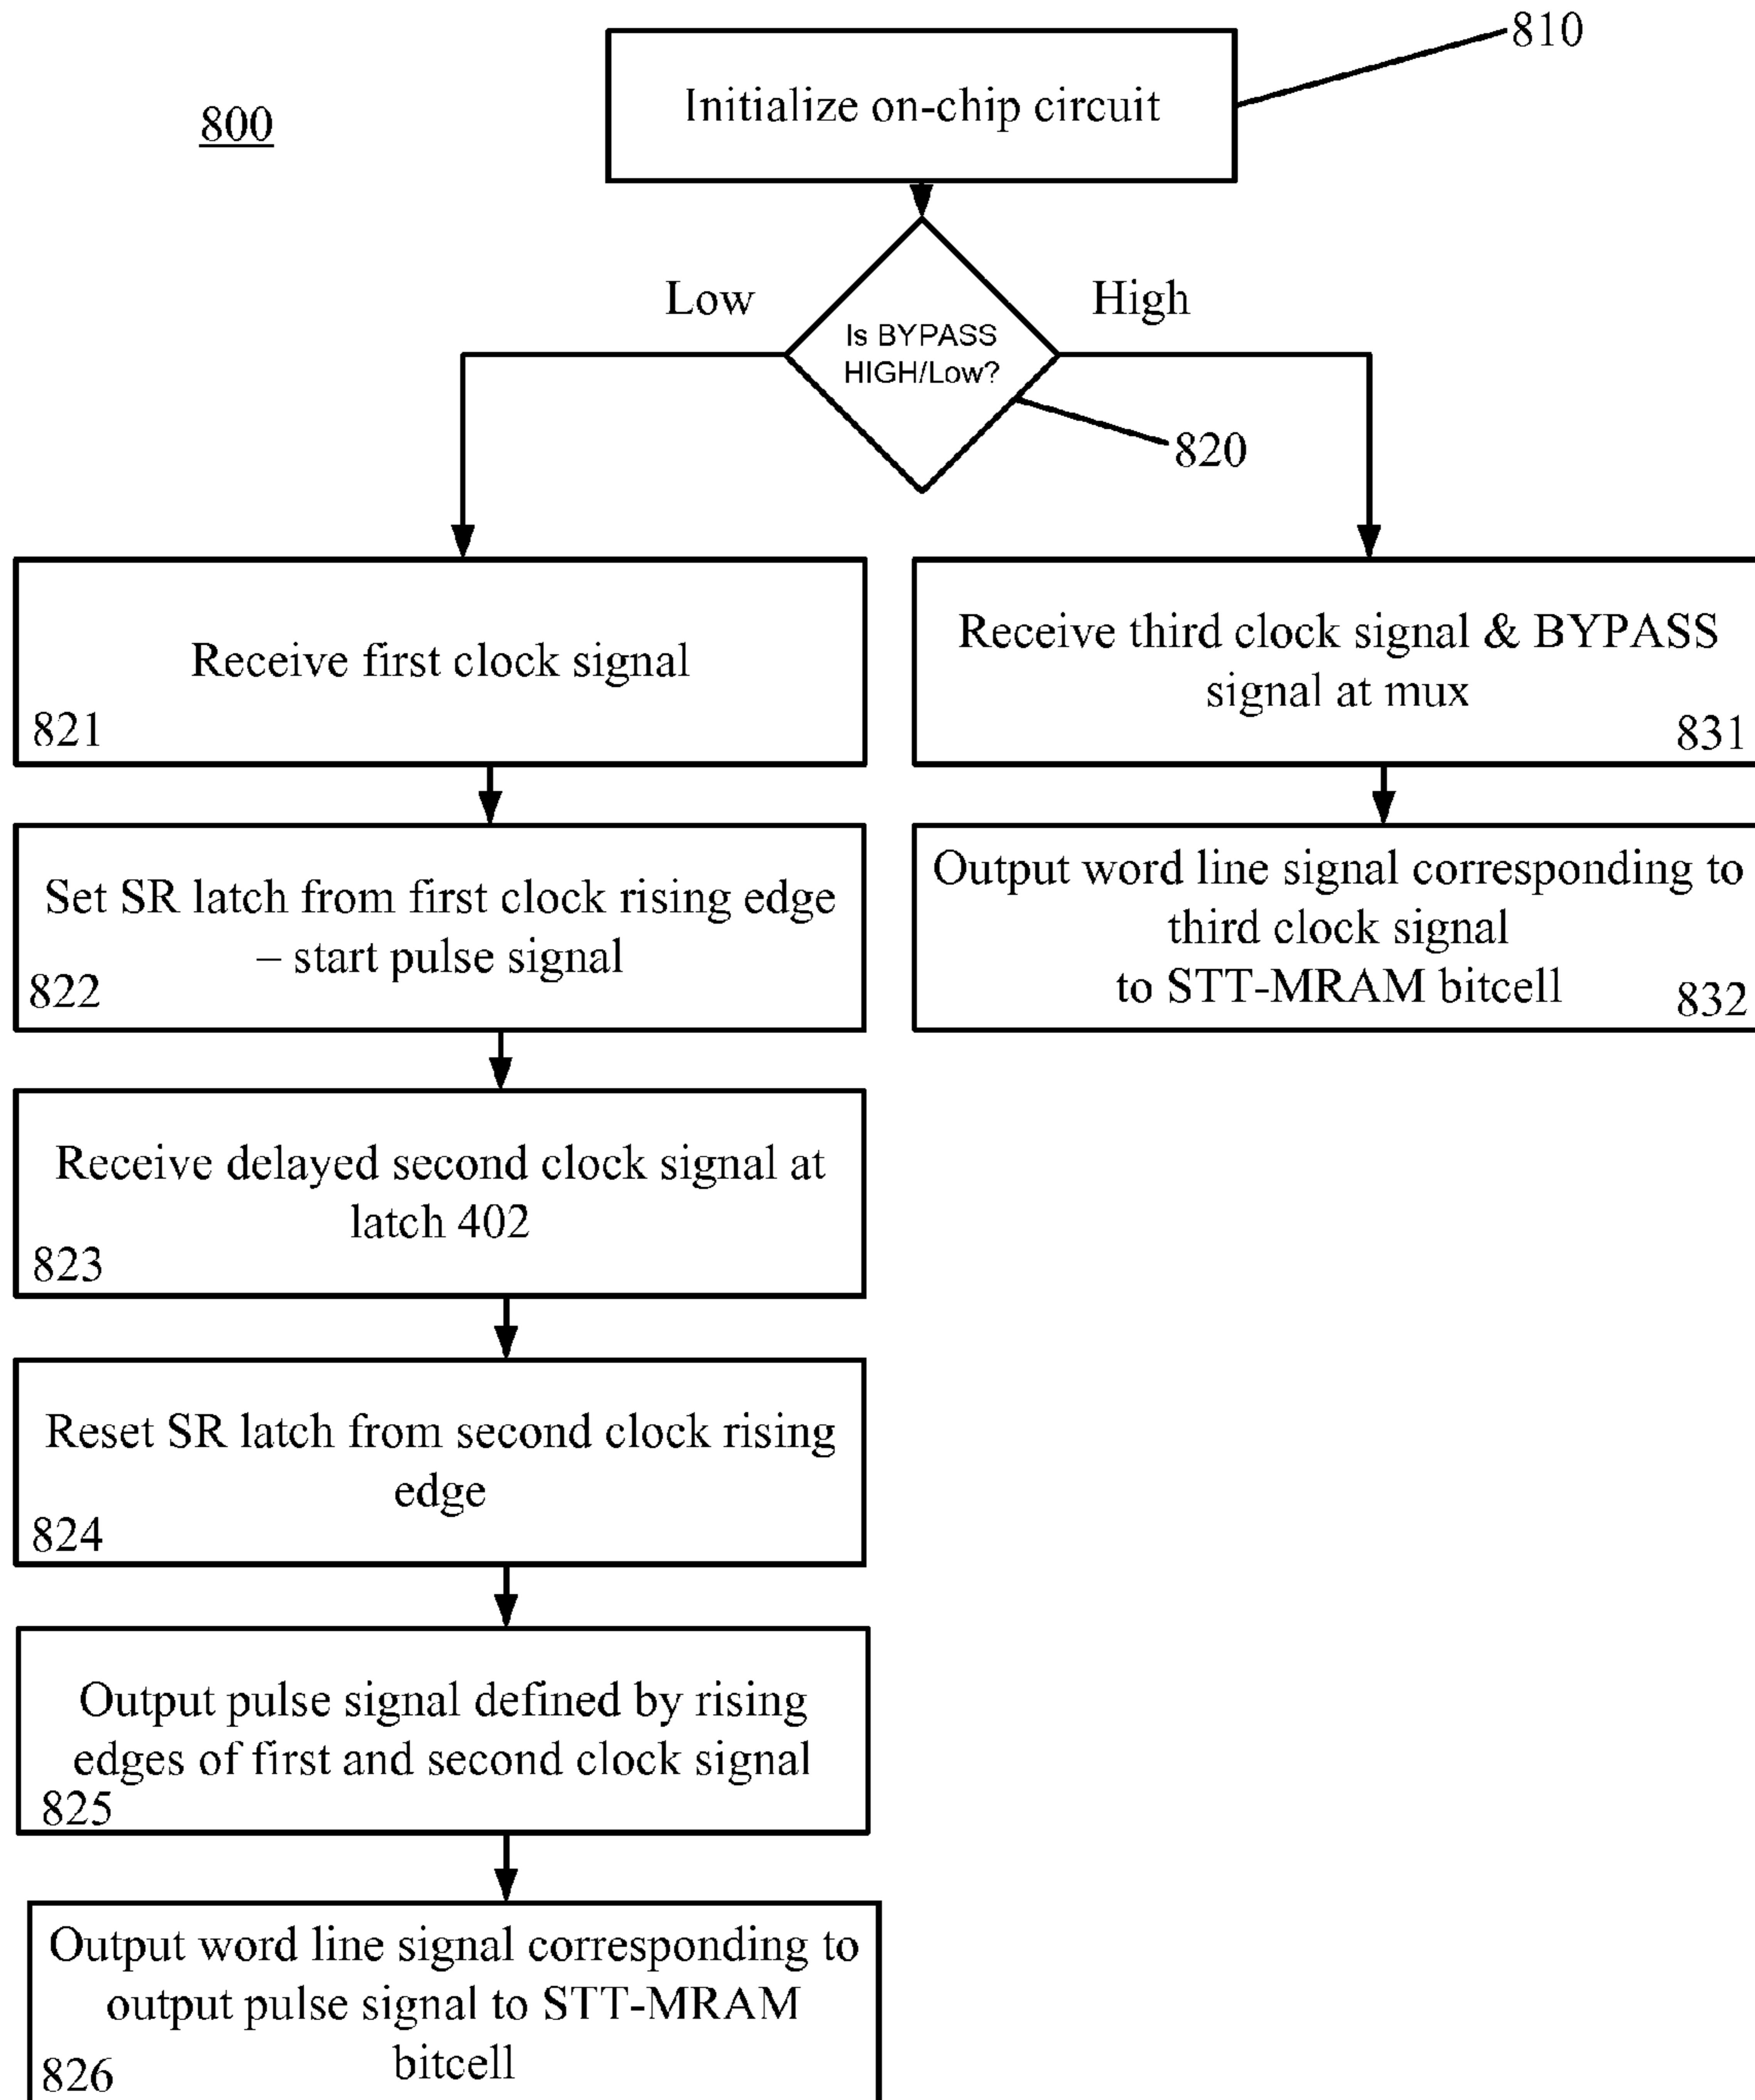 810
Initialize on-chip circuit
800
Low
High
Is BYPASS
HIGH/Low?
820
Receive first clock signal
821
Receive third clock signal & BYPASS
signal at mux
831
Set SR latch from first clock rising edge
– start pulse signal
822
Output word line signal corresponding to
third clock signal
to STT-MRAM bitcell
832
Receive delayed second clock signal at
latch 402
823
Reset SR latch from second clock rising
edge
824
Output pulse signal defined by rising
edges of first and second clock signal
825
Output word line signal corresponding to
output pulse signal to STT-MRAM
bitcell
826